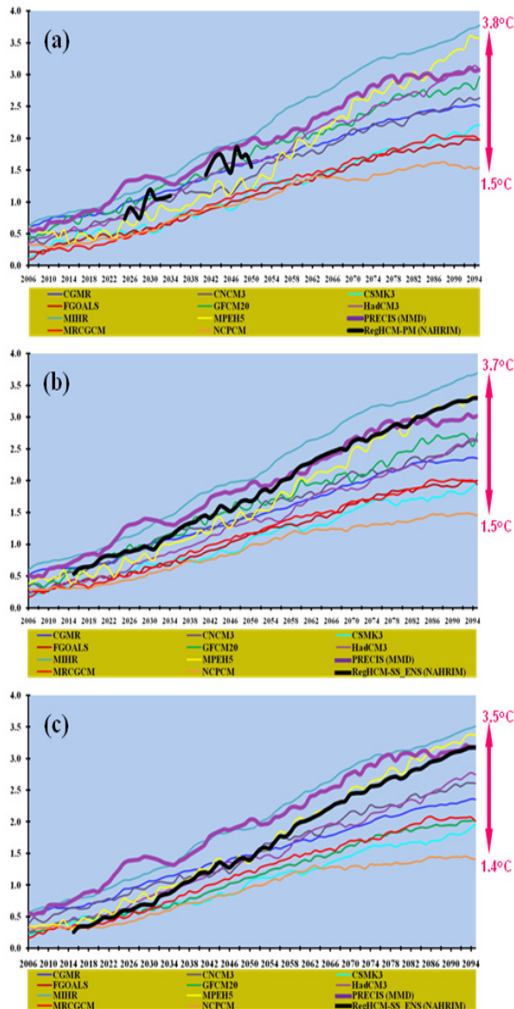 (a)
4.0
3.5
3.0
2.5
2.0
1.5
1.0
0.5
0.0
3.8°C
1.5°C
2006 2010 2014 2018 2022 2026 2030 2034 2038 2042 2046 2050 2054 2058 2062 2066 2070 2074 2078 2082 2086 2090 2094
CGMR CNCM3 CSMK3
FGOALS GFCM20 HadCM3
MIHR MPEH5 PRECIS (MMD)
MRCGCM NCPCM RegHCM-PM (NAHRIM)
(b)
4.0
3.5
3.0
2.5
2.0
1.5
1.0
0.5
0.0
3.7°C
1.5°C
2006 2010 2014 2018 2022 2026 2030 2034 2038 2042 2046 2050 2054 2058 2062 2066 2070 2074 2078 2082 2086 2090 2094
CGMR CNCM3 CSMK3
FGOALS GFCM20 HadCM3
MIHR MPEH5 PRECIS (MMD)
MRCGCM NCPCM RegHCM-SS_ENS (NAHRIM)
(c)
4.0
3.5
3.0
2.5
2.0
1.5
1.0
0.5
0.0
3.5°C
1.4°C
2006 2010 2014 2018 2022 2026 2030 2034 2038 2042 2046 2050 2054 2058 2062 2066 2070 2074 2078 2082 2086 2090 2094
CGMR CNCM3 CSMK3
FGOALS GFCM20 HadCM3
MIHR MPEH5 PRECIS (MMD)
MRCGCM NCPCM RegHCM-SS_ENS (NAHRIM)